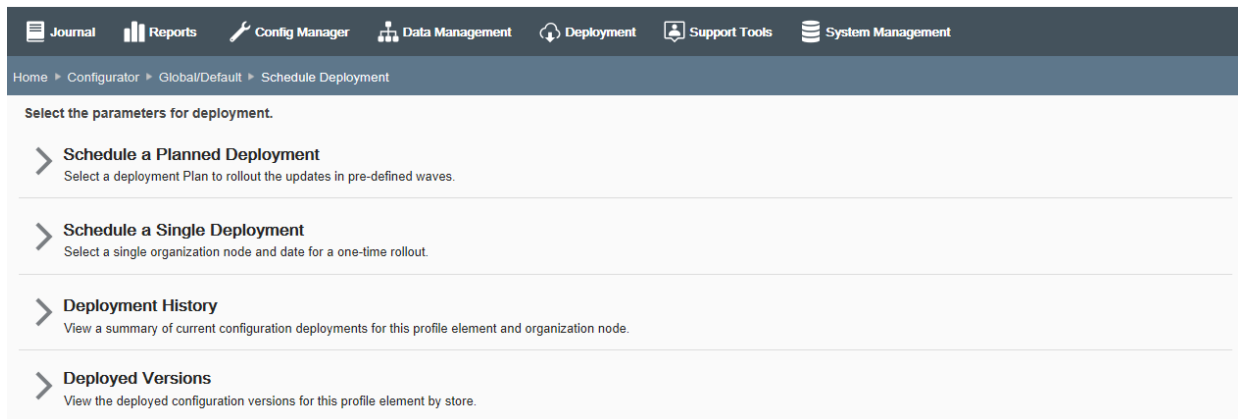 Journal Reports Config Manager Data Management Deployment Support Tools System Management
Home Configurator Global/Default Schedule Deployment
Select the parameters for deployment.
Schedule a Planned Deployment
Select a deployment Plan to rollout the updates in pre-defined waves.
Schedule a Single Deployment
Select a single organization node and date for a one-time rollout.
Deployment History
View a summary of current configuration deployments for this profile element and organization node.
Deployed Versions
View the deployed configuration versions for this profile element by store.